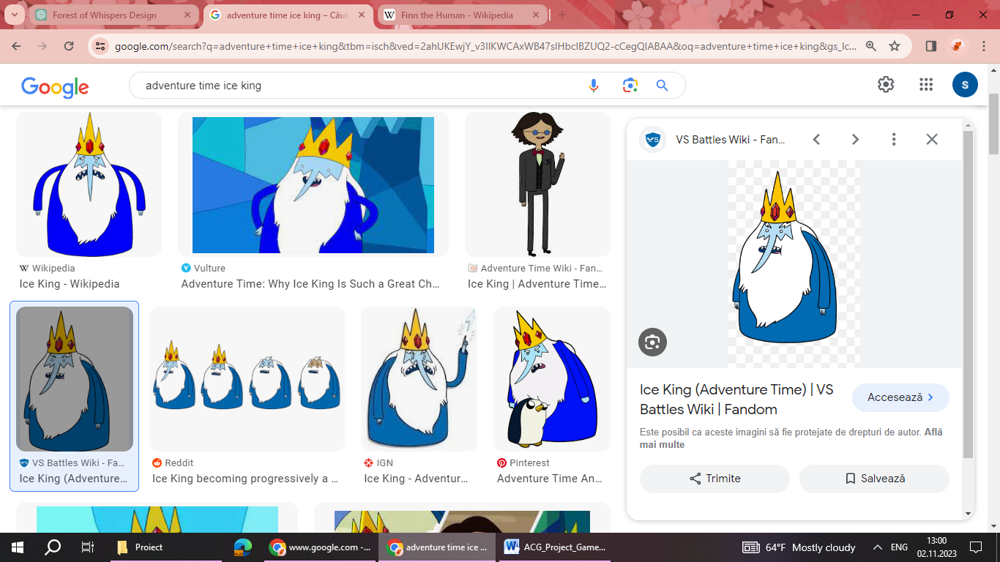 Forest of Whispers Design
adventure time ice king – Cău
Finn the Human - Wikipedia
google.com/search?q=adventure+time+ice+king&tbm=isch&ved=2ahUKEwjY_v3IlKWCAxWB47sIHbcIBZUQ2-cCegQIABAA&oq=adventure+time+ice+king&gs_lc...
Google
adventure time ice king
S
Wikipedia
Ice King - Wikipedia
Vulture
Adventure Time: Why Ice King Is Such a Great Ch...
Adventure Time Wiki - Fan...
Ice King | Adventure Time...
VS Battles Wiki - Fa...
Ice King (Adventure...
Reddit
Ice King becoming progressively a ...
IGN
Ice King - Adventur...
Pinterest
Adventure Time An...
VS Battles Wiki - Fan...
Ice King (Adventure Time) | VS
Battles Wiki | Fandom
Accesează
Este posibil ca aceste imagini să fie protejate de drepturi de autor. Află
mai multe
Trimite
Salvează
Proiect
www.google.com -...
adventure time ice ...
ACG_Project_Game...
64°F Mostly cloudy
ENG
13:00
02.11.2023